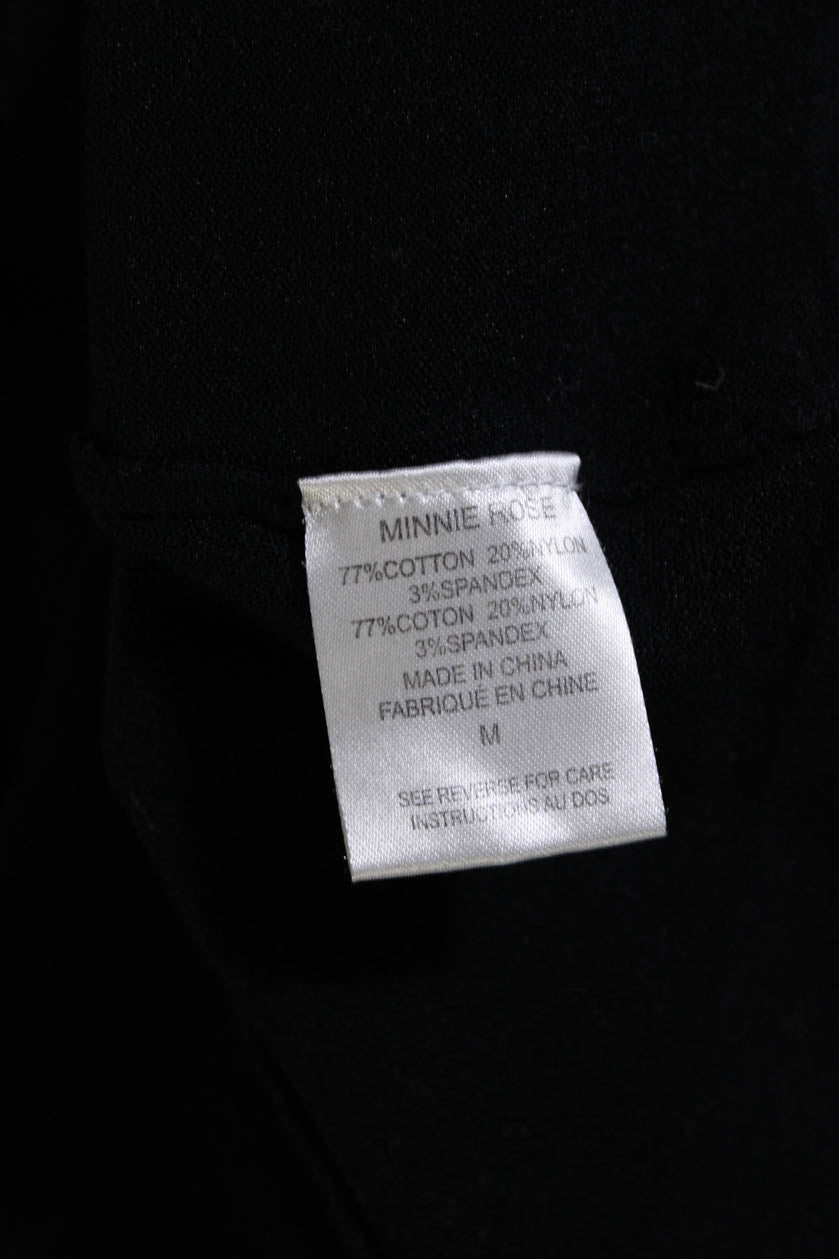 MINNIE ROSE
77%COTTON 20%NYLON
3%SPANDEX
77%COTON 20%NYLON
3%SPANDEX
MADE IN CHINA
FABRIQUÉ EN CHINE
M
SEE REVERSE FOR CARE
INSTRUCTIONS AU DOS